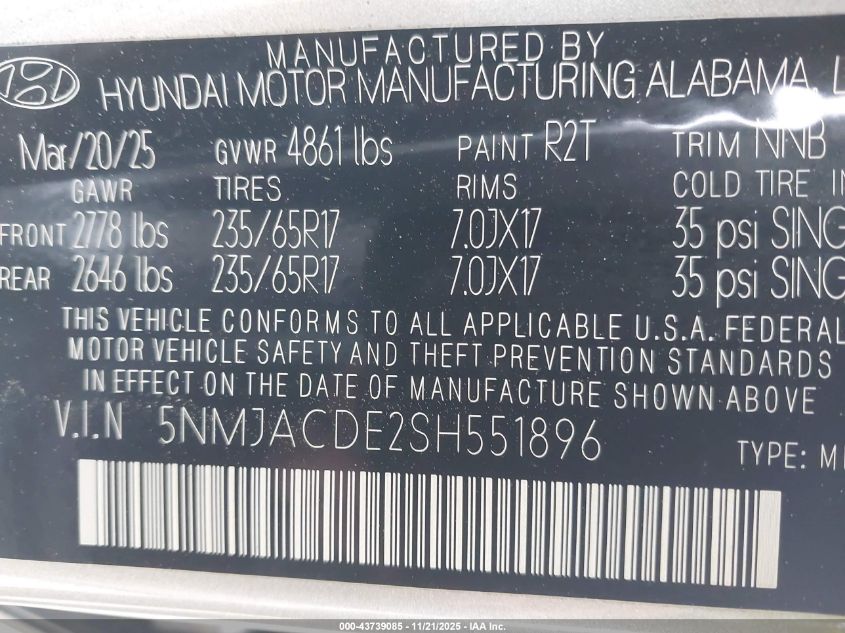 MANUFACTURED BY
HYUNDAI MOTOR MANUFACTURING ALABAMA, L
Mar/20/25 GVWR 4861 lbs PAINT R2T TRIM NNB
GAWR TIRES RIMS COLD TIRE IN
FRONT 2778 lbs 235/65R17 7.0JX17 35 psi SING
REAR 2646 lbs 235/65R17 7.0JX17 35 psi SING
THIS VEHICLE CONFORMS TO ALL APPLICABLE U.S.A. FEDERAL
MOTOR VEHICLE SAFETY AND THEFT PREVENTION STANDARDS
IN EFFECT ON THE DATE OF MANUFACTURE SHOWN ABOVE
V.I.N 5NMJACDE2SH551896
TYPE: M
000-43739085 - 11/21/2025 - IAA Inc.